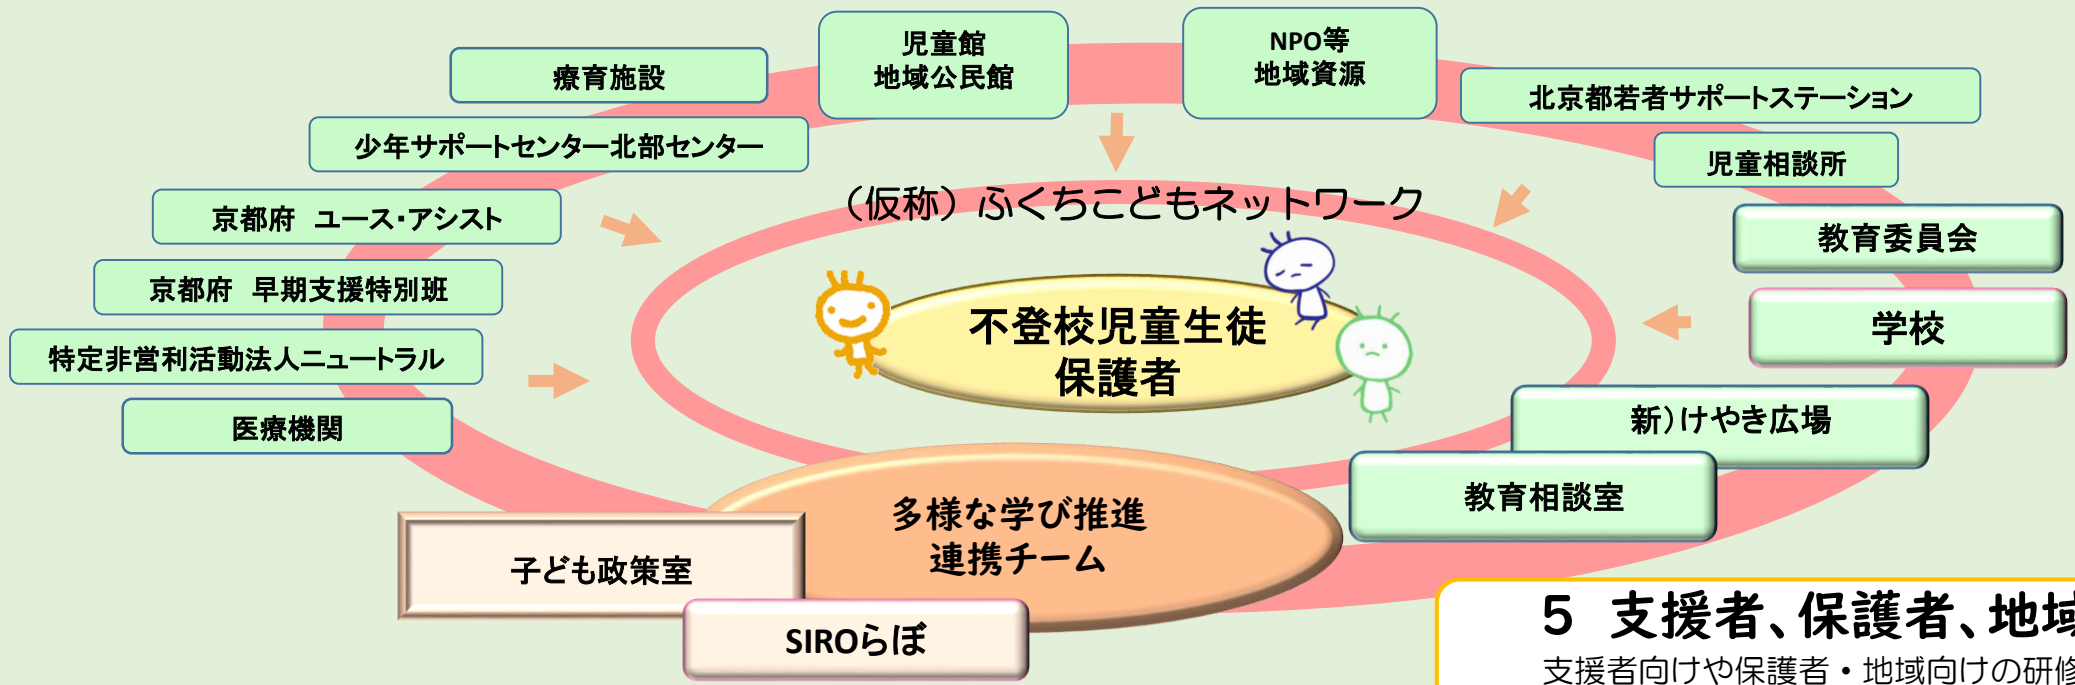 児童館
地域公民館
NPO等
地域資源
療育施設
北京都若者サポートステーション
少年サポートセンター北部センター
児童相談所
京都府　ユース・アシスト
（仮称）ふくちこどもネットワーク
教育委員会
京都府　早期支援特別班
不登校児童生徒
保護者
学校
特定非営利活動法人ニュートラル
医療機関
新）けやき広場
教育相談室
多様な学び推進
連携チーム
子ども政策室
SIROらぼ
5　支援者、保護者、地域
支援者向けや保護者・地域向けの研修